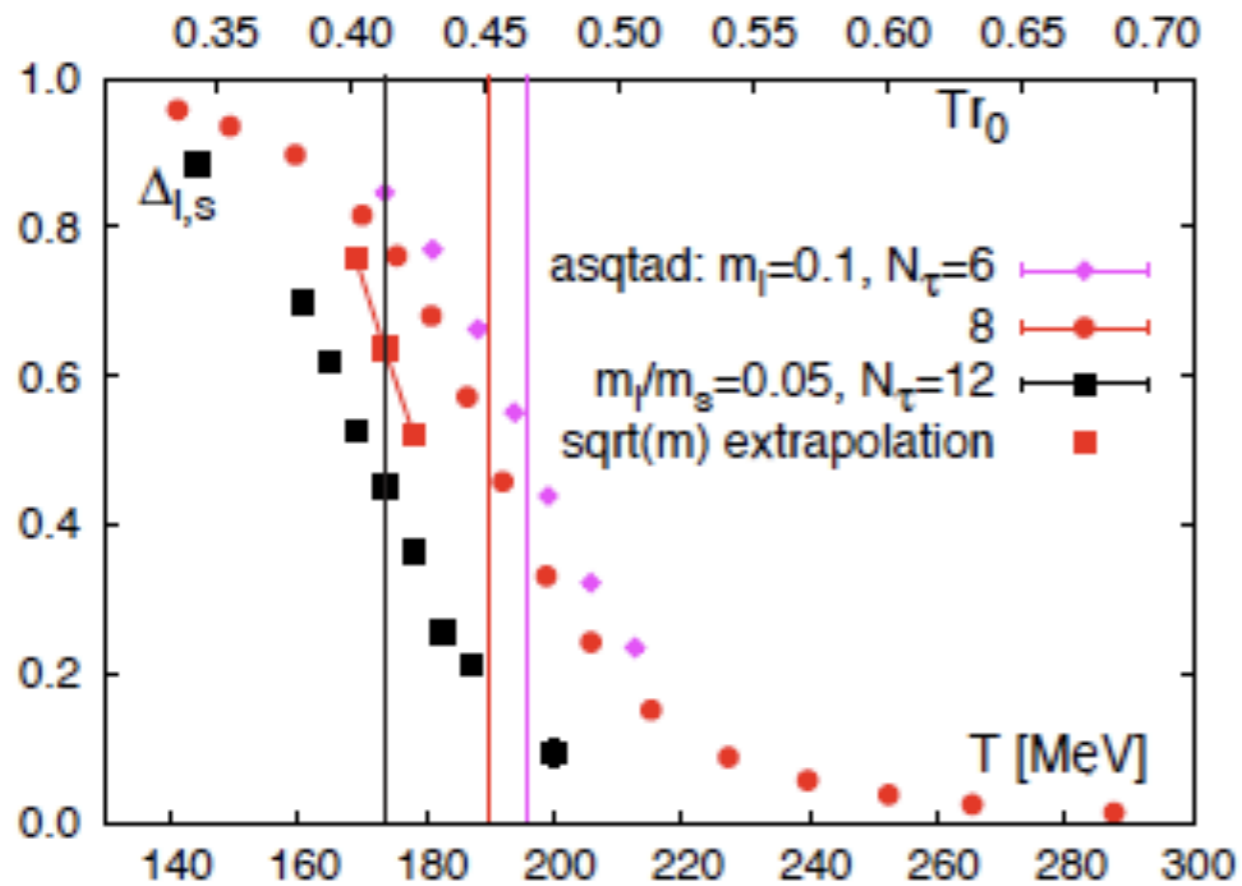 0.35 0.40 0.45 0.50 0.55 0.60 0.65 0.70
Tr₀
1.0
0.8
0.6
0.4
0.2
0.0
Δl,s
asqtad: ml=0.1, Nτ=6
8
ml/ms=0.05, Nτ=12
sqrt(m) extrapolation
T [MeV]
140 160 180 200 220 240 260 280 300